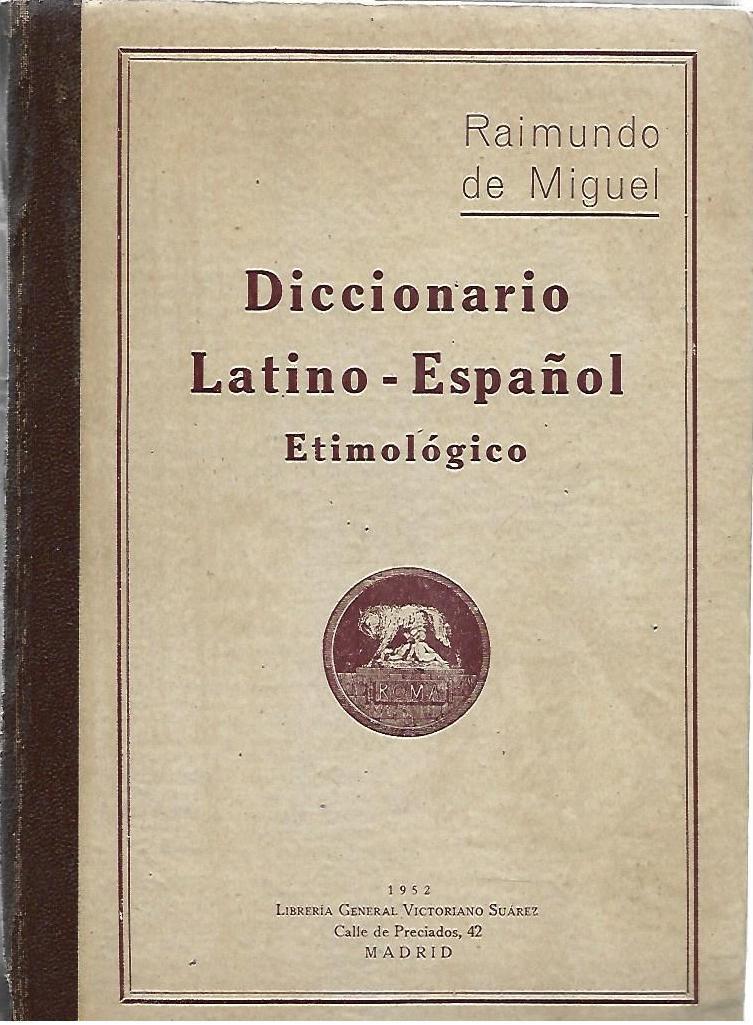 Raimundo
de Miguel
Diccionario
Latino - Español
Etimológico
ROMA
1952
LIBRERÍA GENERAL VICTORIANO SUÁREZ
Calle de Preciados, 42
MADRID